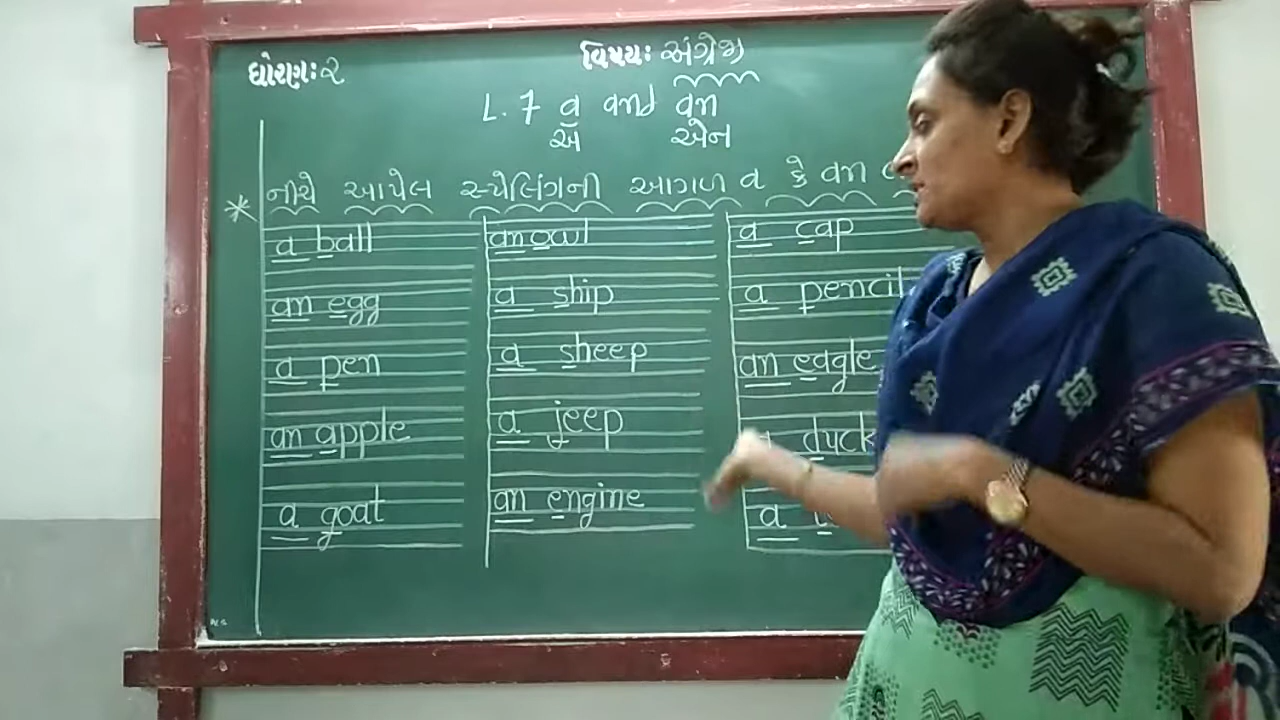 ધોરણઃ૨
વિષયઃ અંગ્રેજી
L. 7 a and an
અ એન
* નીચે આપેલ સ્પેલિંગની આગળ a કે an
a ball
an egg
a pen
an apple
a goat
an owl
a ship
a sheep
a jeep
an engine
a cap
a pencil
an eagle
a duck
a